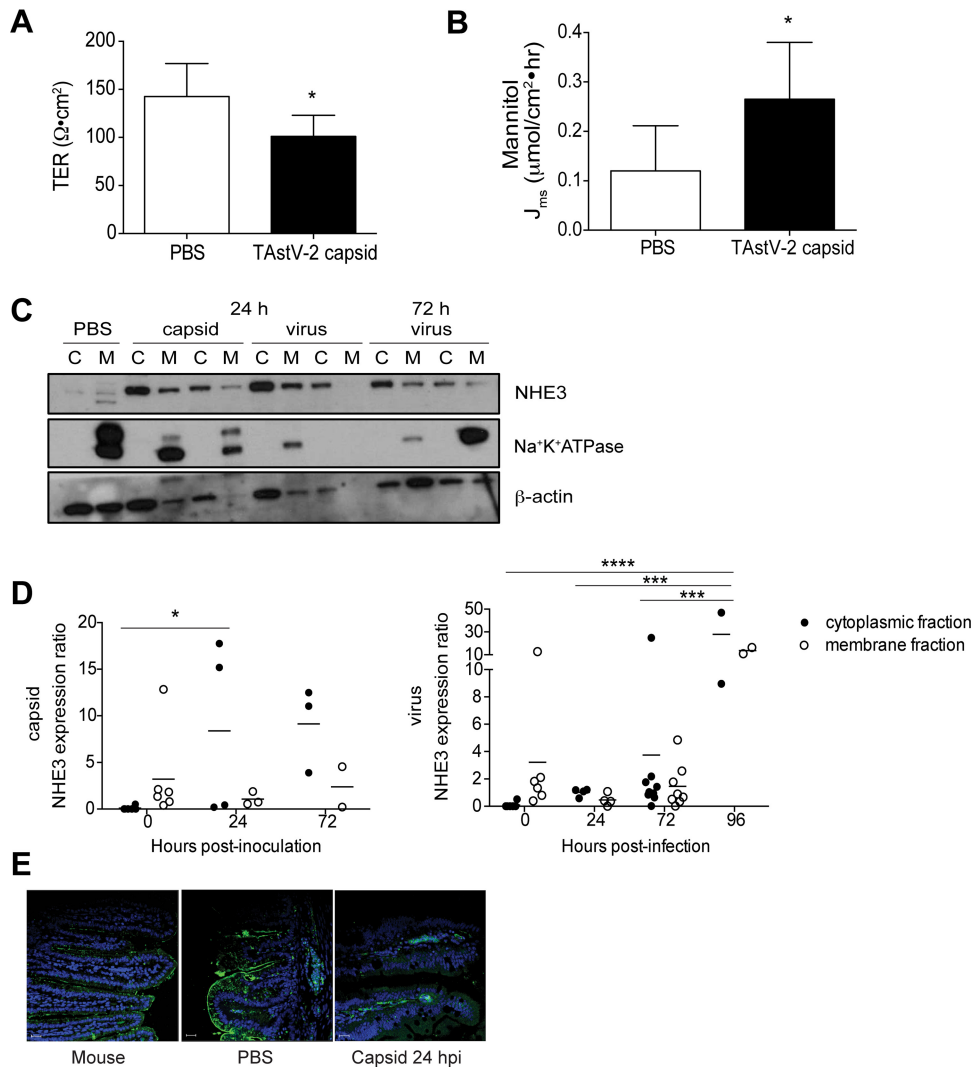 A
TER (Ω•cm²)
200
150
100
50
0
*
PBS
TAstV-2 capsid
B
Mannitol
Jms (μmol/cm²•hr)
0.4
0.3
0.2
0.1
0.0
*
PBS
TAstV-2 capsid
C
24 h
72 h
PBS
capsid
virus
virus
C M C M C M C M C M C M C M
NHE3
Na⁺K⁺ATPase
β-actin
D
capsid
NHE3 expression ratio
20
15
10
5
0
*
0 24 72
Hours post-inoculation
virus
NHE3 expression ratio
50
30
10
10
8
6
4
2
0
****
***
***
0 24 72 96
Hours post-infection
cytoplasmic fraction
membrane fraction
E
Mouse
PBS
Capsid 24 hpi